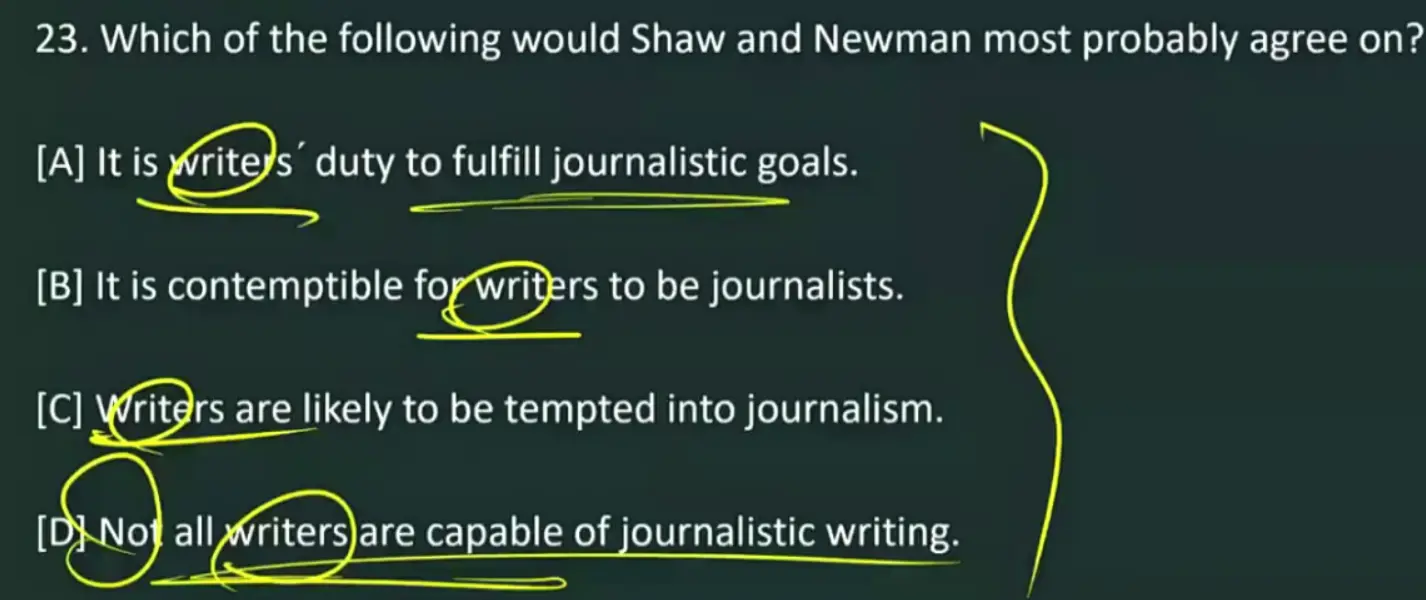 23. Which of the following would Shaw and Newman most probably agree on?
[A] It is writers´ duty to fulfill journalistic goals.
[B] It is contemptible for writers to be journalists.
[C] Writers are likely to be tempted into journalism.
[D] Not all writers are capable of journalistic writing.